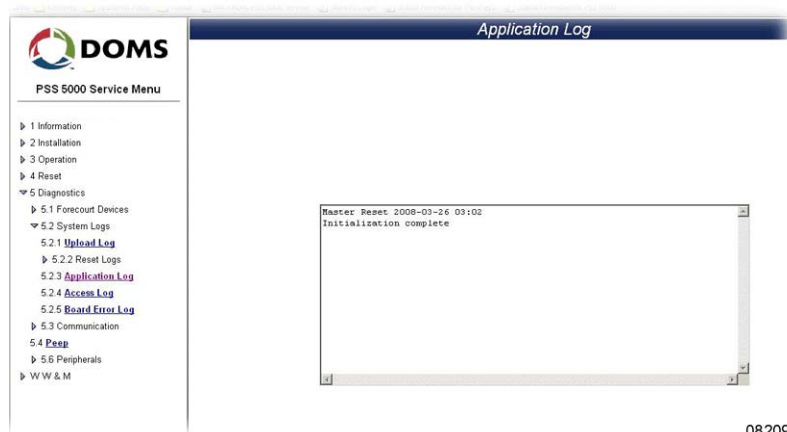 Application Log
DOMS
PSS 5000 Service Menu
1 Information
2 Installation
3 Operation
4 Reset
5 Diagnostics
5.1 Forecourt Devices
5.2 System Logs
5.2.1 Upload Log
5.2.2 Reset Logs
5.2.3 Application Log
5.2.4 Access Log
5.2.5 Board Error Log
5.3 Communication
5.4 Peep
5.6 Peripherals
W W & M
Master Reset 2008-03-26 03:02
Initialization complete
08209